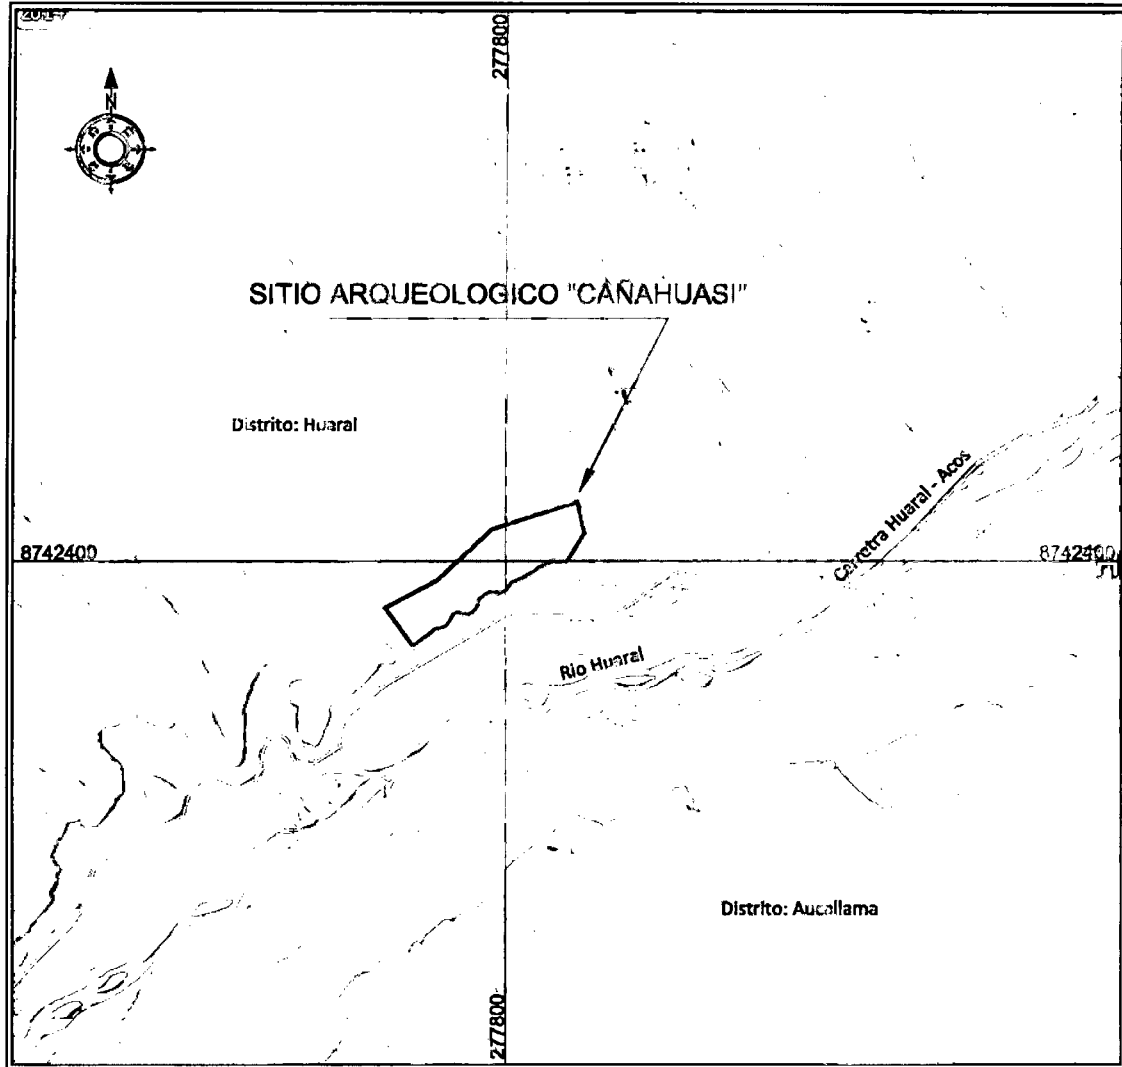 N
277800
SITIO ARQUEOLOGICO "CAÑAHUASI"
Distrito: Huaral
Carretra Huaral - Acos
8742400
8742400
Rio Huaral
Distrito: Aucallama
277800